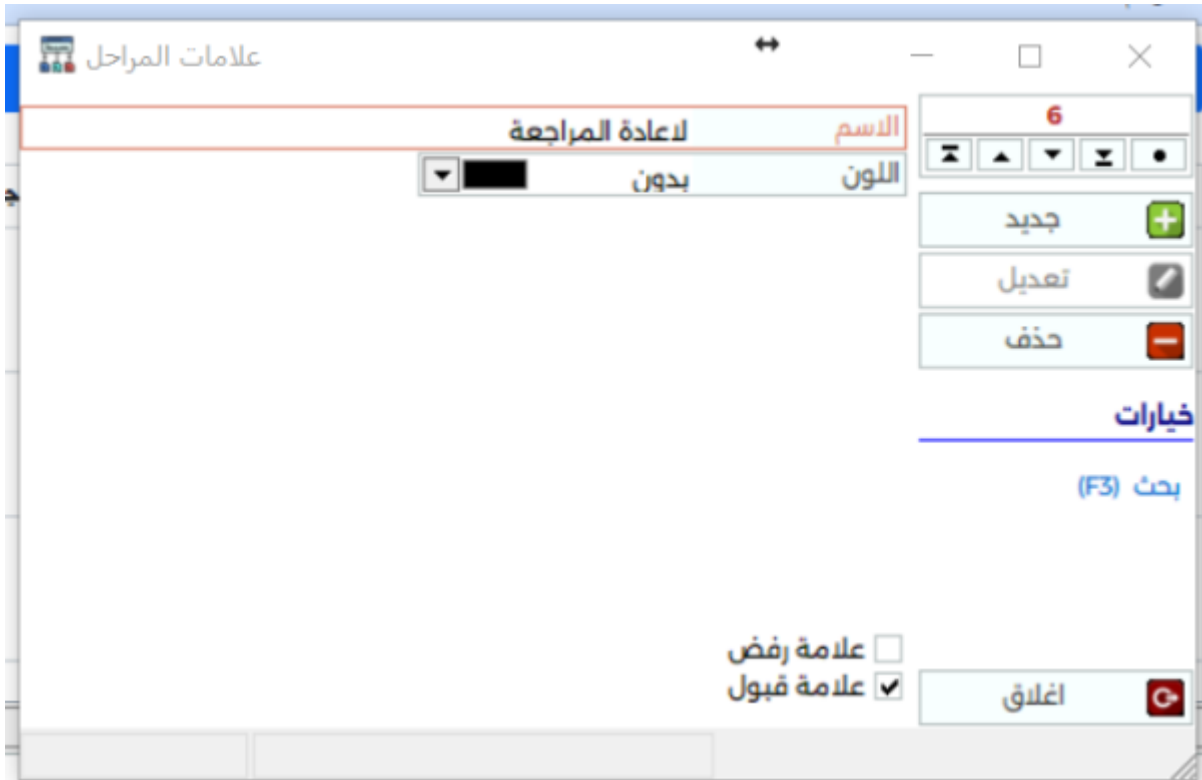 علامات المراحل
6
الاسم لاعادة المراجعة
اللون بدون
جديد
تعديل
حذف
خيارات
بحث (F3)
علامة رفض
علامة قبول
اغلاق